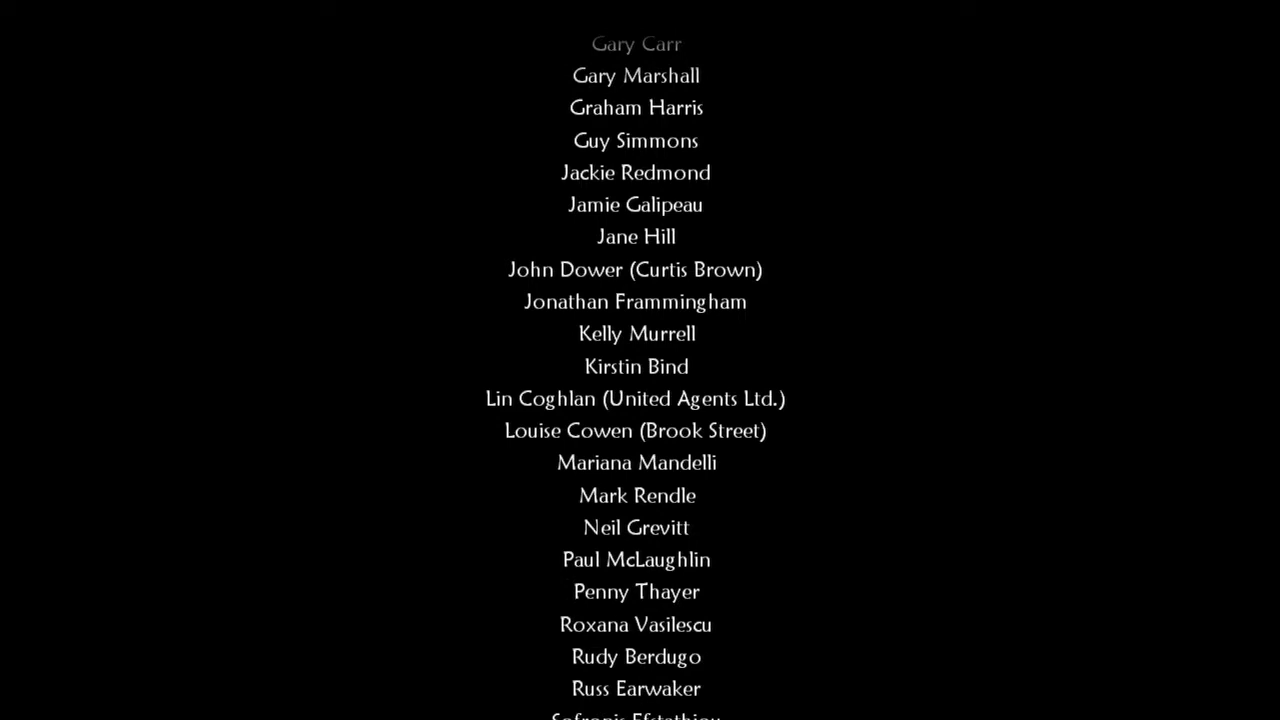 Gary Carr
Gary Marshall
Graham Harris
Guy Simmons
Jackie Redmond
Jamie Galipeau
Jane Hill
John Dower (Curtis Brown)
Jonathan Frammingham
Kelly Murrell
Kirstin Bind
Lin Coghlan (United Agents Ltd.)
Louise Cowen (Brook Street)
Mariana Mandelli
Mark Rendle
Neil Grevitt
Paul McLaughlin
Penny Thayer
Roxana Vasilescu
Rudy Berdugo
Russ Earwaker